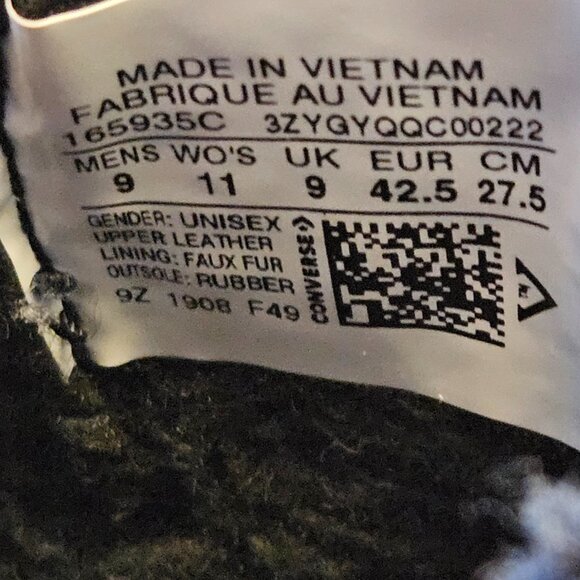 MADE IN VIETNAM
FABRIQUE AU VIETNAM
165935C 3ZYGYQQC00222
MENS WO'S UK EUR CM
9 11 9 42.5 27.5
GENDER: UNISEX
UPPER LEATHER
LINING: FAUX FUR
OUTSOLE: RUBBER
9Z 1908 F49
CONVERSE